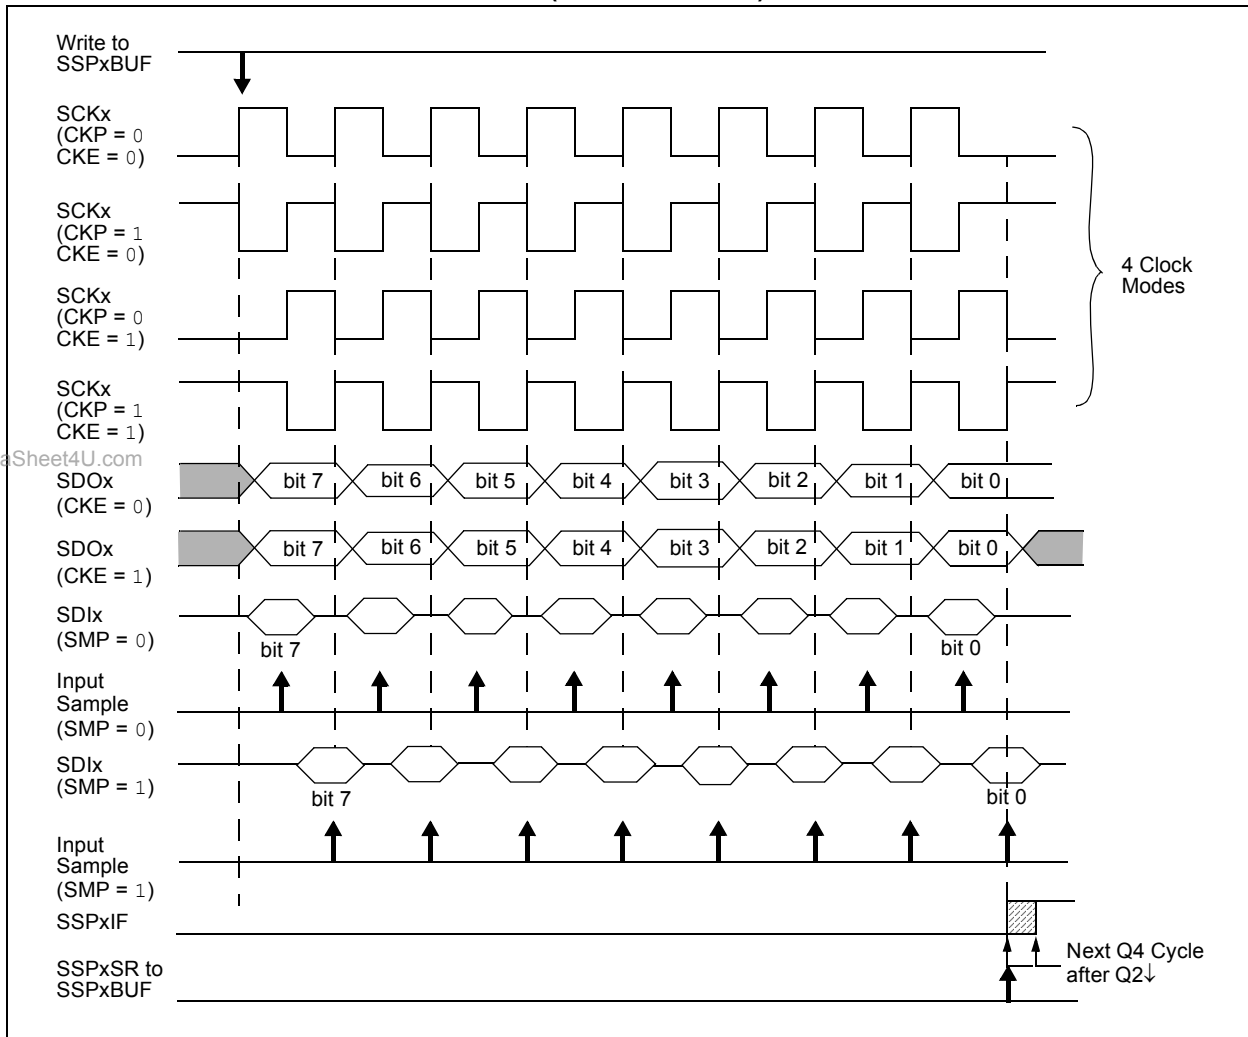 Write to
SSPxBUF
SCKx
(CKP = 0
CKE = 0)
SCKx
(CKP = 1
CKE = 0)
SCKx
(CKP = 0
CKE = 1)
SCKx
(CKP = 1
CKE = 1)
4 Clock
Modes
aSheet4U.com
SDOx
(CKE = 0)
bit 7 bit 6 bit 5 bit 4 bit 3 bit 2 bit 1 bit 0
SDOx
(CKE = 1)
bit 7 bit 6 bit 5 bit 4 bit 3 bit 2 bit 1 bit 0
SDIx
(SMP = 0)
bit 7 bit 0
Input
Sample
(SMP = 0)
SDIx
(SMP = 1)
bit 7 bit 0
Input
Sample
(SMP = 1)
SSPxIF
SSPxSR to
SSPxBUF
Next Q4 Cycle
after Q2↓